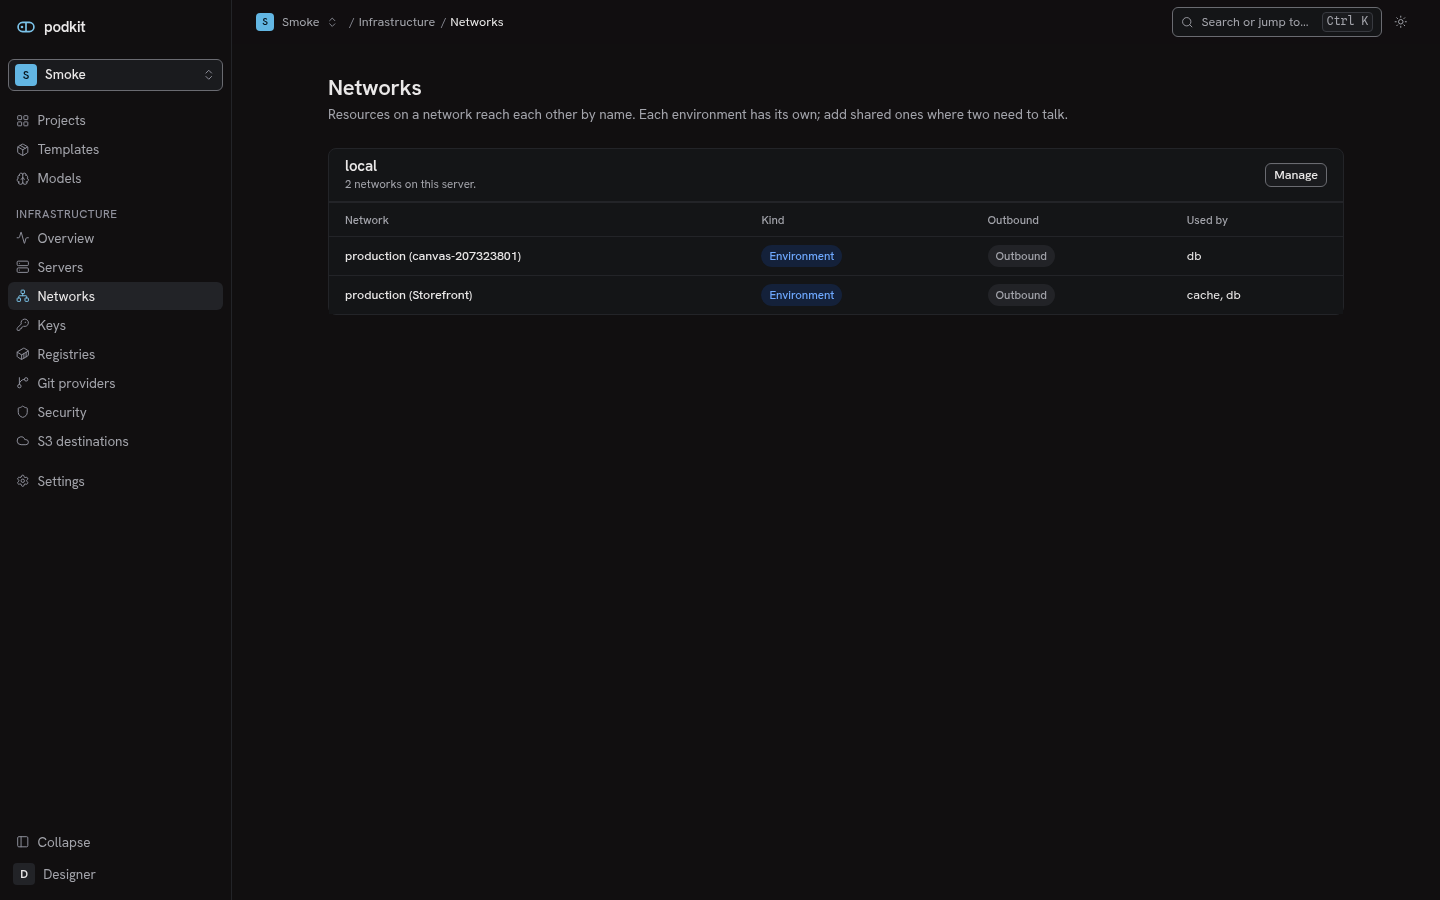 podkit
S Smoke / Infrastructure / Networks
Search or jump to... Ctrl K
S Smoke
Projects
Templates
Models
INFRASTRUCTURE
Overview
Servers
Networks
Keys
Registries
Git providers
Security
S3 destinations
Settings
Collapse
D Designer
Networks
Resources on a network reach each other by name. Each environment has its own; add shared ones where two need to talk.
local
2 networks on this server.
Manage
Network Kind Outbound Used by
production (canvas-207323801) Environment Outbound db
production (Storefront) Environment Outbound cache, db